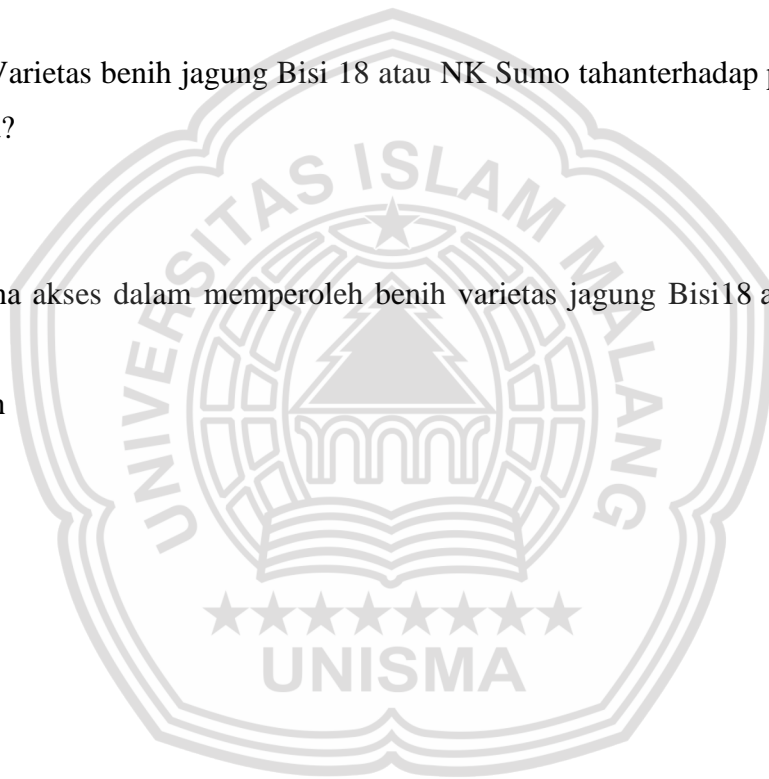 Varietas benih jagung Bisi 18 atau NK Sumo tahanterhadap
?
akses dalam memperoleh benih varietas jagung Bisi18
UNIVERSITAS ISLAM MALANG
UNISMA